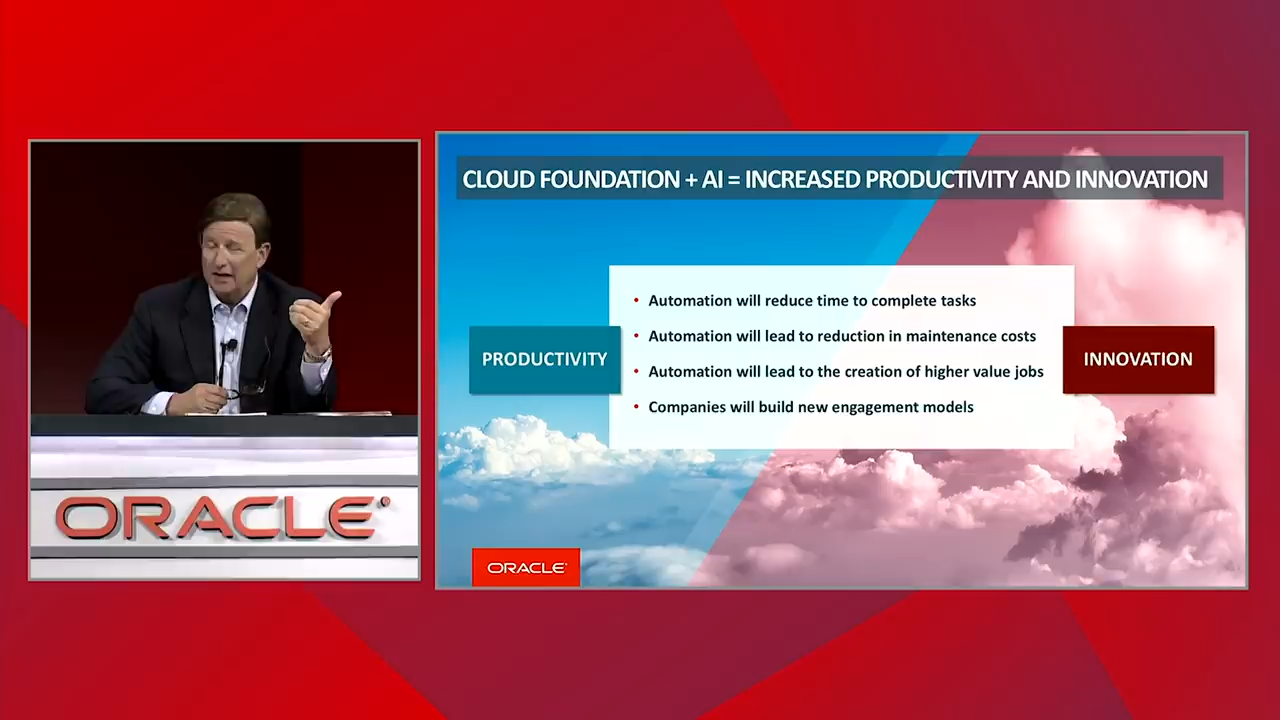 CLOUD FOUNDATION + AI = INCREASED PRODUCTIVITY AND INNOVATION
• Automation will reduce time to complete tasks
• Automation will lead to reduction in maintenance costs
• Automation will lead to the creation of higher value jobs
• Companies will build new engagement models
PRODUCTIVITY
INNOVATION
ORACLE
ORACLE